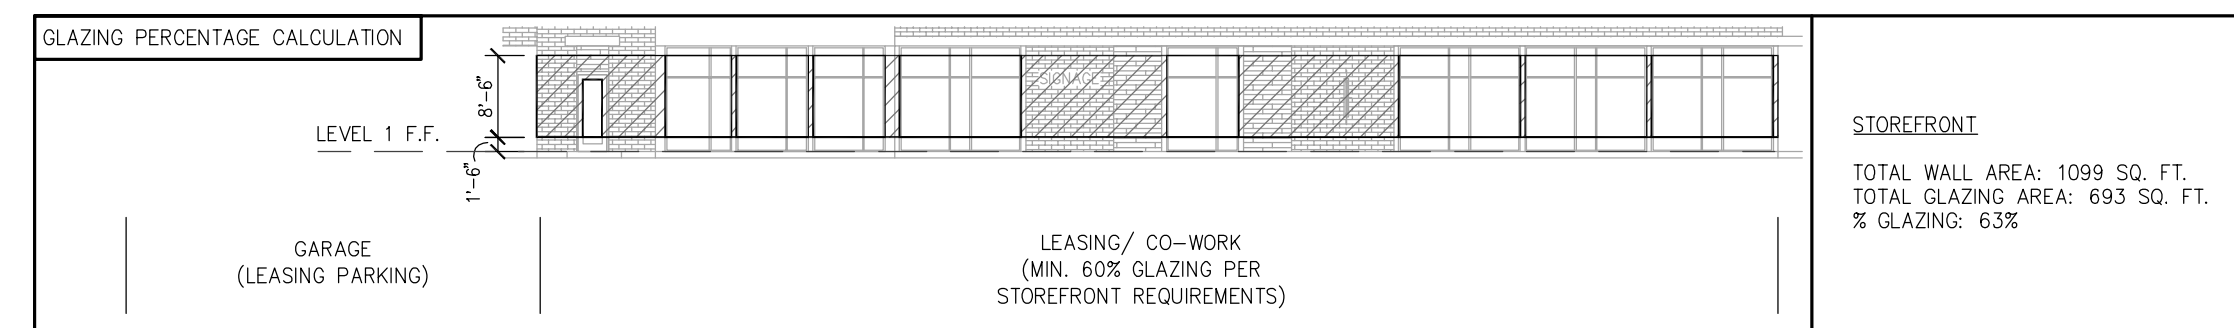 GLAZING PERCENTAGE CALCULATION
SIGNAGE
8'-6"
LEVEL 1 F.F.
1'-6"
GARAGE
(LEASING PARKING)
LEASING/ CO-WORK
(MIN. 60% GLAZING PER
STOREFRONT REQUIREMENTS)
STOREFRONT
TOTAL WALL AREA: 1099 SQ. FT.
TOTAL GLAZING AREA: 693 SQ. FT.
% GLAZING: 63%